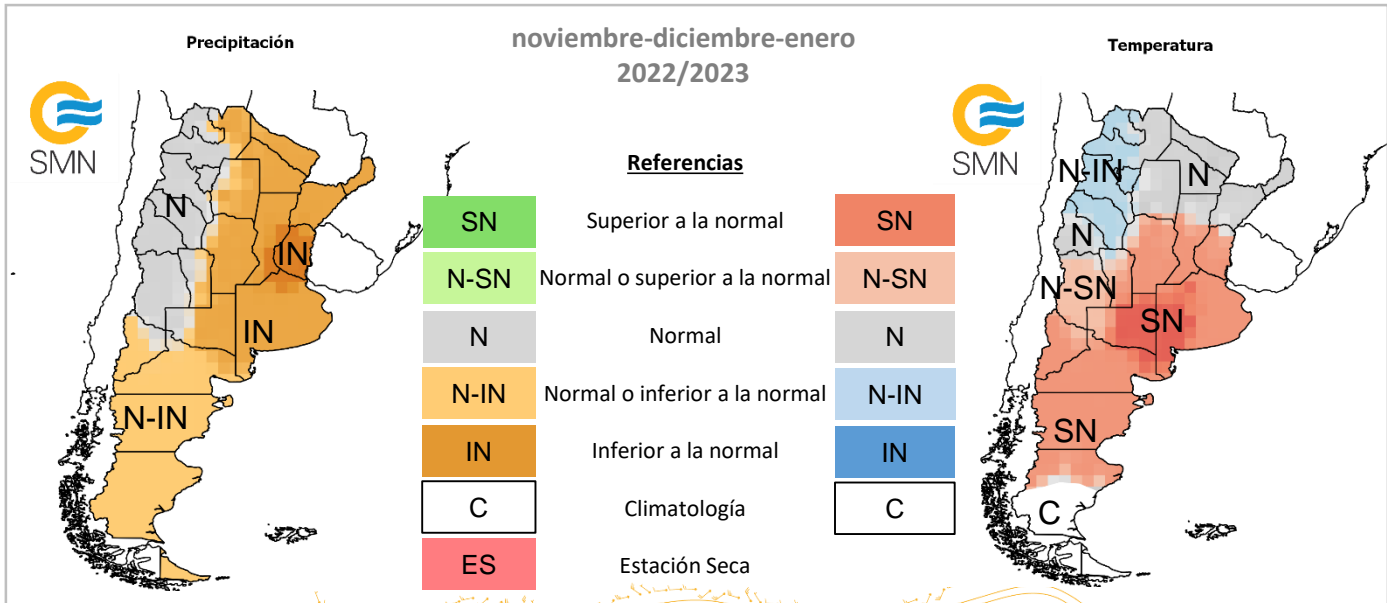 Precipitación
noviembre-diciembre-enero
2022/2023
Temperatura
SMN
SMN
Referencias
SN
Superior a la normal
SN
N-SN
Normal o superior a la normal
N-SN
N
Normal
N
N-IN
Normal o inferior a la normal
N-IN
IN
Inferior a la normal
IN
C
Climatología
C
ES
Estación Seca
N
IN
IN
N-IN
N-IN
N
N
N-SN
SN
SN
C